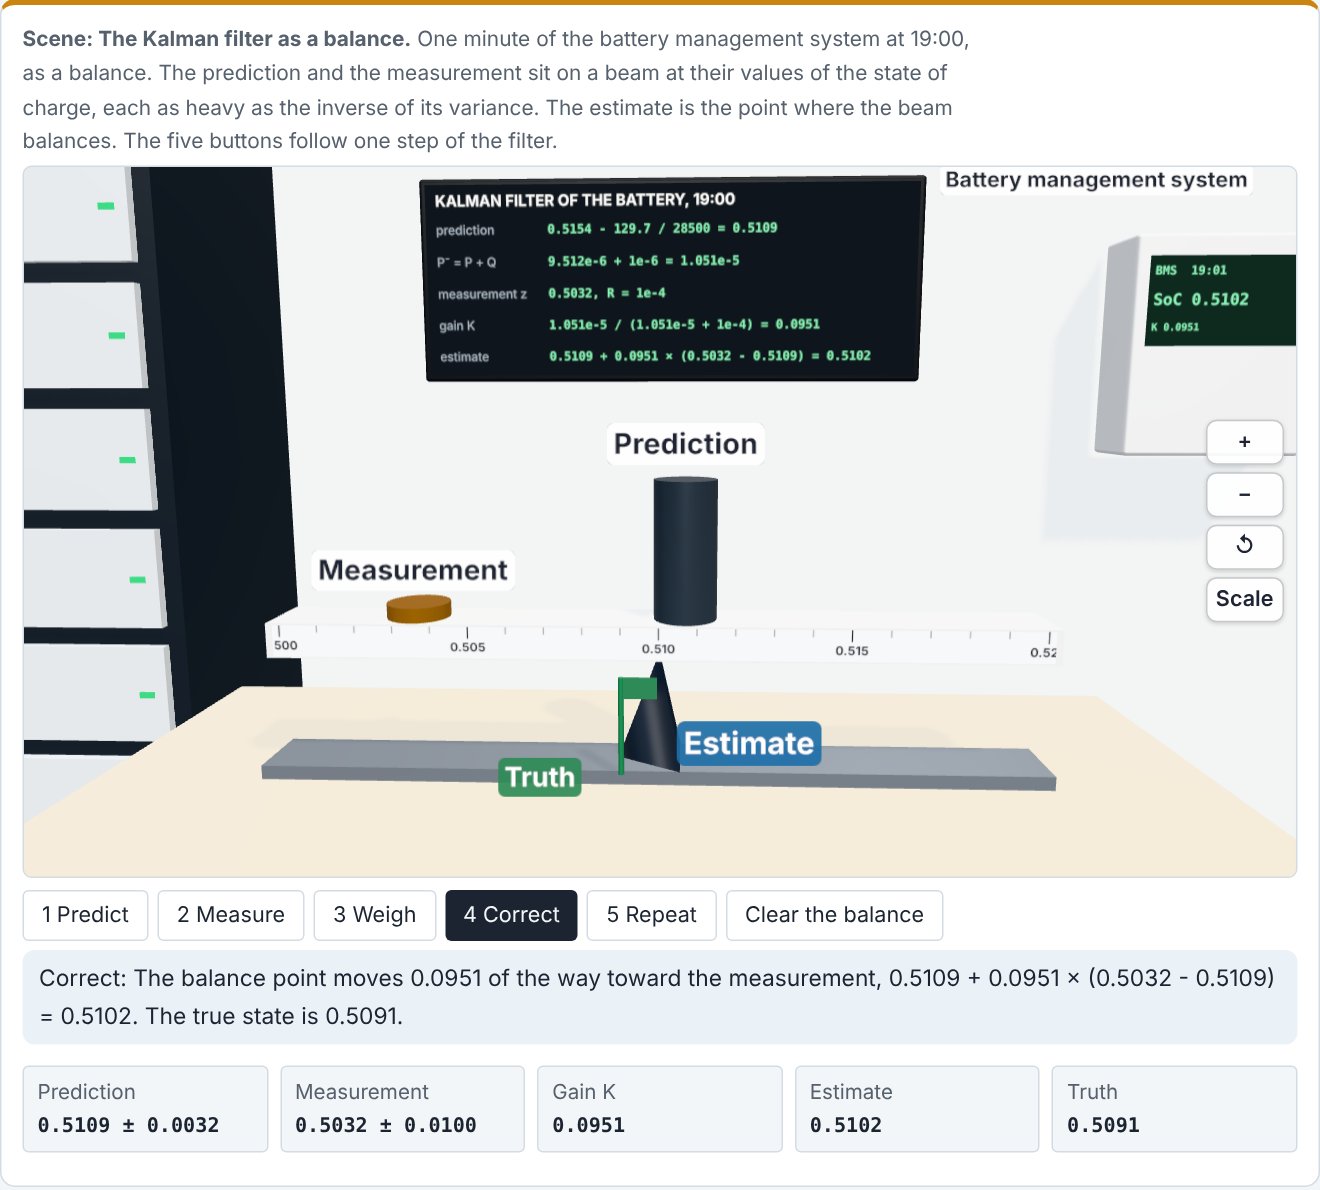 Scene: The Kalman filter as a balance. One minute of the battery management system at 19:00,
as a balance. The prediction and the measurement sit on a beam at their values of the state of
charge, each as heavy as the inverse of its variance. The estimate is the point where the beam
balances. The five buttons follow one step of the filter.
Battery management system
KALMAN FILTER OF THE BATTERY, 19:00
prediction 0.5154 - 129.7 / 28500 = 0.5109
P⁻ = P + Q 9.512e-6 + 1e-6 = 1.051e-5
measurement z 0.5032, R = 1e-4
gain K 1.051e-5 / (1.051e-5 + 1e-4) = 0.0951
estimate 0.5109 + 0.0951 × (0.5032 - 0.5109) = 0.5102
BMS 19:01
SoC 0.5102
K 0.0951
+
−
↺
Scale
Prediction
Measurement
500 0.505 0.510 0.515 0.52
Estimate
Truth
1 Predict 2 Measure 3 Weigh 4 Correct 5 Repeat Clear the balance
Correct: The balance point moves 0.0951 of the way toward the measurement, 0.5109 + 0.0951 × (0.5032 - 0.5109)
= 0.5102. The true state is 0.5091.
Prediction Measurement Gain K Estimate Truth
0.5109 ± 0.0032 0.5032 ± 0.0100 0.0951 0.5102 0.5091